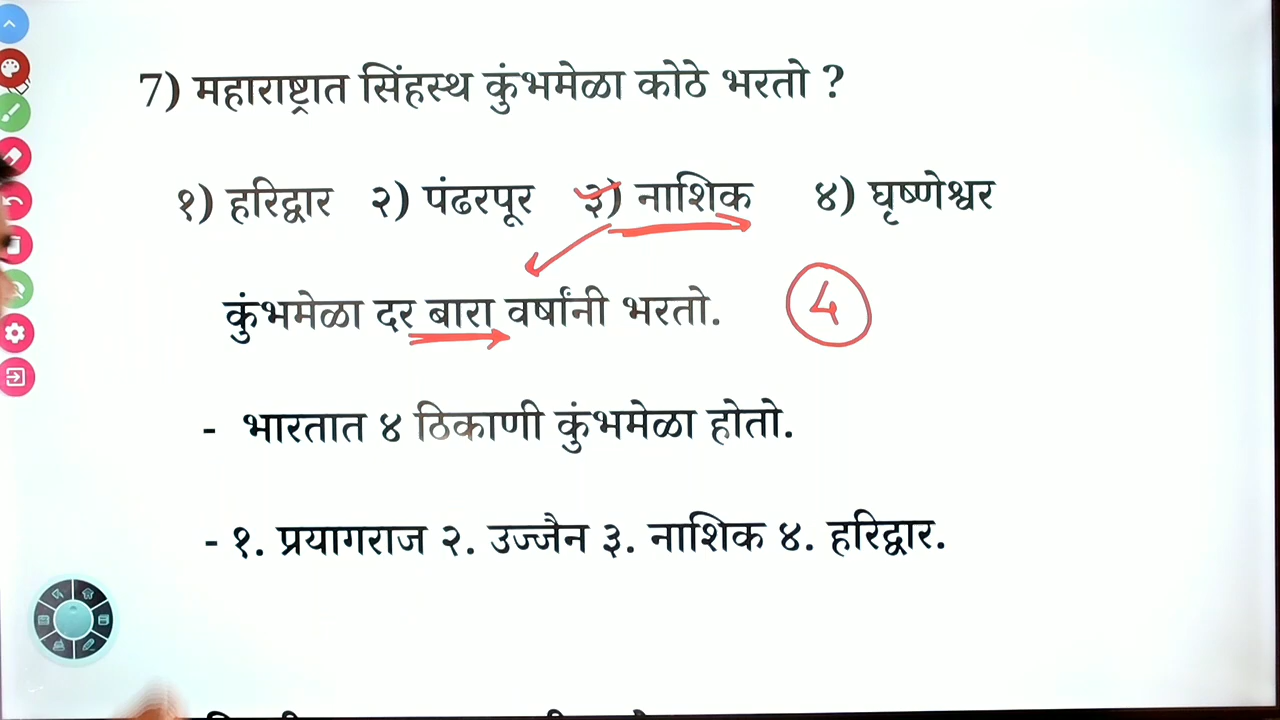 7) महाराष्ट्रात सिंहस्थ कुंभमेळा कोठे भरतो ?
१) हरिद्वार २) पंढरपूर ३) नाशिक ४) घृष्णेश्वर
कुंभमेळा दर बारा वर्षांनी भरतो. 4
- भारतात ४ ठिकाणी कुंभमेळा होतो.
- १. प्रयागराज २. उज्जैन ३. नाशिक ४. हरिद्वार.